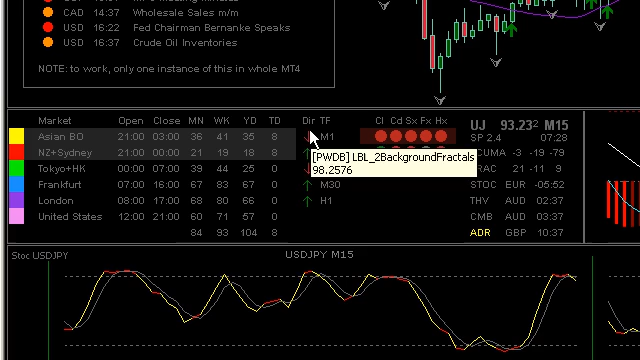 CAD 14:37 Wholesale Sales m/m
RED 16:22 Fed Chairman Bernanke Speaks
USD 16:37 Crude Oil Inventories
NOTE: to work, only one instance of this in whole MT4
Market Open Close MN WK YD TD Dir TF Cl Cd Sx Fx Hx UJ 93.23² M15
Asian BO 21:00 03:00 36 41 35 8 M1 SP 2.4 07:28
NZ+Sydney 21:00 21 19 18 8 CUMA -3 -19 -79
Tokyo+HK 07:00 39 44 25 0 RAC 21 -11 9
Frankfurt 07:00 16:00 67 83 67 0 M30 STOC EUR -05:52
London 08:00 17:00 68 80 66 0 H1 THV AUD 02:37
United States 12:00 21:00 60 71 57 0 CMB AUD 03:37
84 93 104 8 ADR GBP 10:37
[PWDB] LBL_2BackgroundFractals
98.2576
Stoc USDJPY USDJPY M15